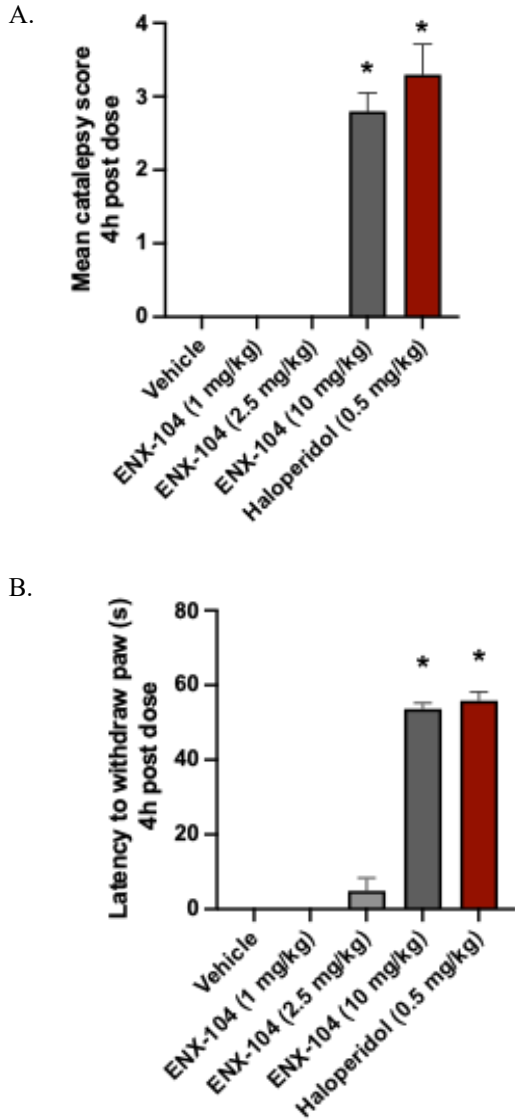 A.
Mean catalepsy score
4h post dose
4
3
2
1
0
*
*
Vehicle
ENX-104 (1 mg/kg)
ENX-104 (2.5 mg/kg)
ENX-104 (10 mg/kg)
Haloperidol (0.5 mg/kg)
B.
Latency to withdraw paw (s)
4h post dose
80
60
40
20
0
*
*
Vehicle
ENX-104 (1 mg/kg)
ENX-104 (2.5 mg/kg)
ENX-104 (10 mg/kg)
Haloperidol (0.5 mg/kg)